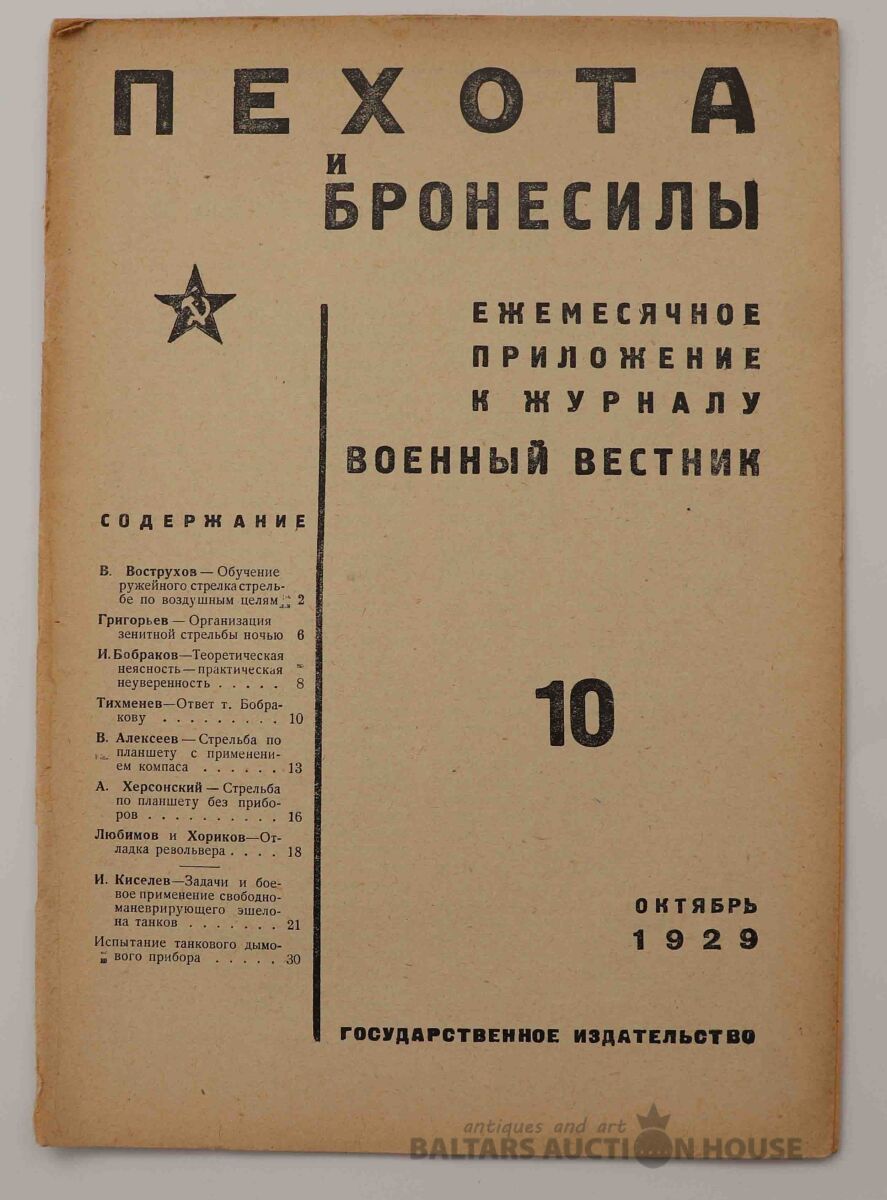 ПЕХОТА
и
БРОНЕСИЛЫ
ЕЖЕМЕСЯЧНОЕ
ПРИЛОЖЕНИЕ
К ЖУРНАЛУ
ВОЕННЫЙ ВЕСТНИК
СОДЕРЖАНИЕ
В. Вострухов — Обучение
ружейного стрелка стрель-
бе по воздушным целям 2
Григорьев — Организация
зенитной стрельбы ночью 6
И. Бобраков—Теоретическая
неясность—практическая
неуверенность . . . . . 8
Тихменев—Ответ т. Бобра-
кову . . . . . . . . . 10
В. Алексеев — Стрельба по
планшету с применени-
ем компаса . . . . . . 13
А. Херсонский — Стрельба
по планшету без прибо-
ров . . . . . . . . . . 16
Любимов и Хориков—От-
ладка револьвера . . . . 18
И. Киселев—Задачи и бое-
вое применение свободно-
маневрирующего эшело-
на танков . . . . . . . 21
Испытание танкового дымо-
вого прибора . . . . . 30
10
ОКТЯБРЬ
1929
ГОСУДАРСТВЕННОЕ ИЗДАТЕЛЬСТВО
antiques and art
BALTARS AUCTION HOUSE